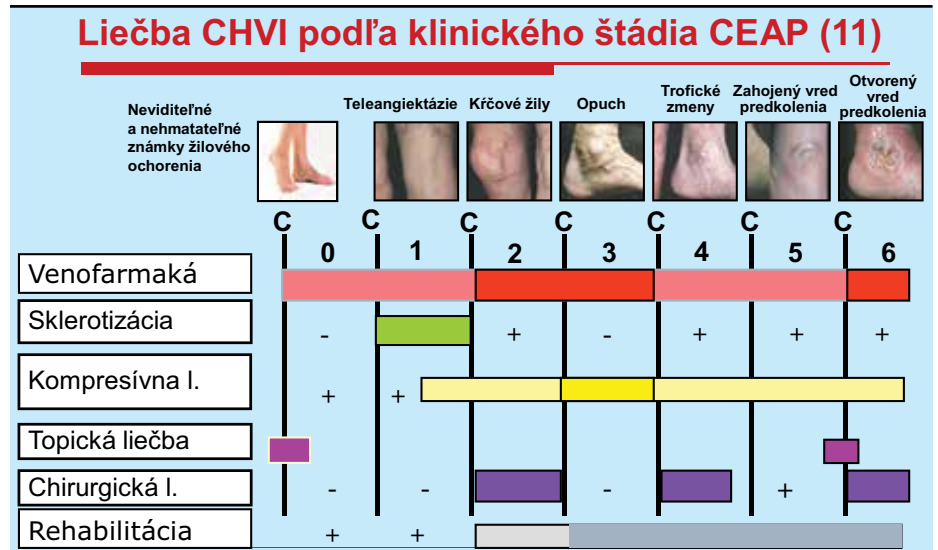 Liečba CHVI podľa klinického štádia CEAP (11)
Neviditeľné
a nehmatateľné
známky žilového
ochorenia
Teleangiektázie
Kŕčové žily
Opuch
Trofické
zmeny
Zahojený vred
predkolenia
Otvorený
vred
predkolenia
C C C C C C C
0 1 2 3 4 5 6
Venofarmaká
Sklerotizácia - + - + + +
Kompresívna l. + +
Topická liečba
Chirurgická l. - - - +
Rehabilitácia + +